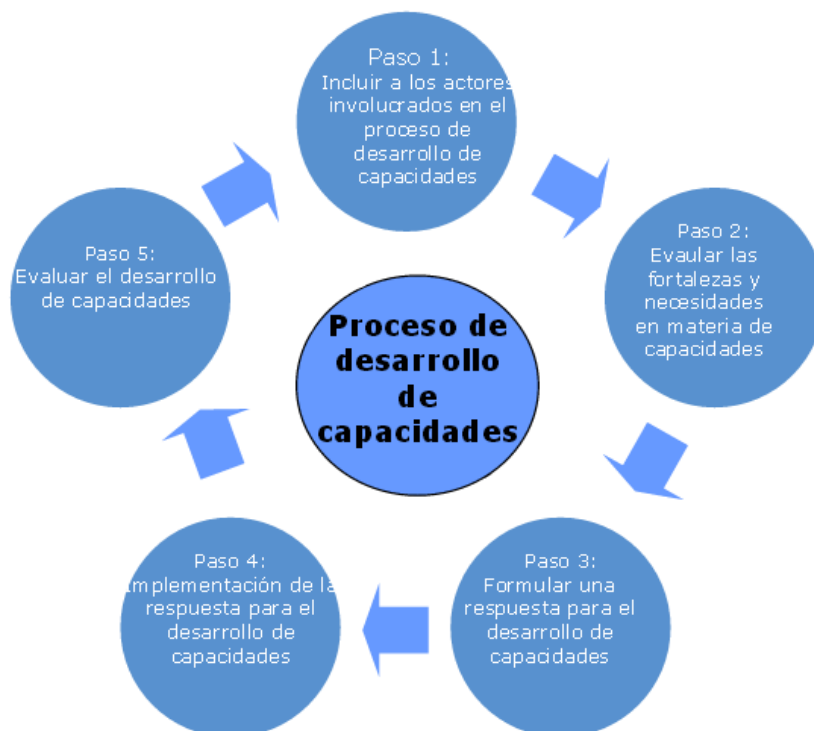 Paso 1:
Incluir a los actores
involucrados en el
proceso de
desarrollo de
capacidades
Paso 2:
Evaular las
fortalezas y
necesidades
en materia de
capacidades
Paso 3:
Formular una
respuesta para el
desarrollo de
capacidades
Paso 4:
Implementación de la
respuesta para el
desarrollo de
capacidades
Paso 5:
Evaluar el desarrollo
de capacidades
Proceso de
desarrollo
de
capacidades